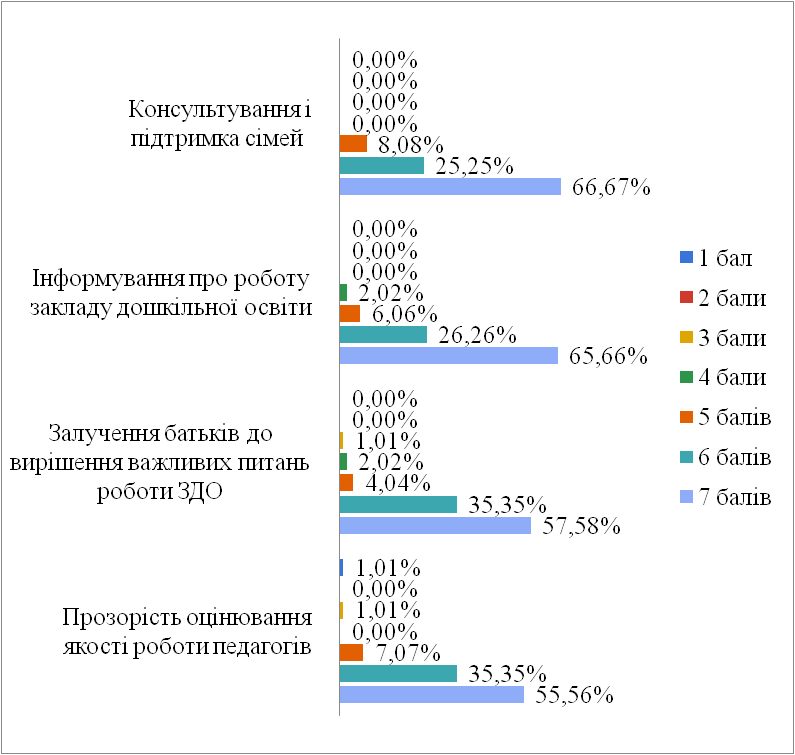 Консультування і
підтримка сімей
0,00%
0,00%
0,00%
0,00%
8,08%
25,25%
66,67%
Інформування про роботу
закладу дошкільної освіти
0,00%
0,00%
0,00%
2,02%
6,06%
26,26%
65,66%
Залучення батьків до
вирішення важливих питань
роботи ЗДО
0,00%
0,00%
1,01%
2,02%
4,04%
35,35%
57,58%
Прозорість оцінювання
якості роботи педагогів
1,01%
0,00%
1,01%
0,00%
7,07%
35,35%
55,56%
1 бал
2 бали
3 бали
4 бали
5 балів
6 балів
7 балів